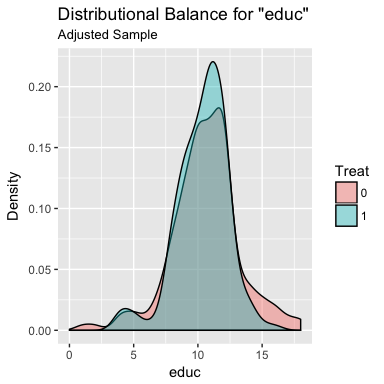 Distributional Balance for "educ"
Adjusted Sample
0.20
0.15
0.10
0.05
0.00
Density
0
5
10
15
educ
Treat
0
1